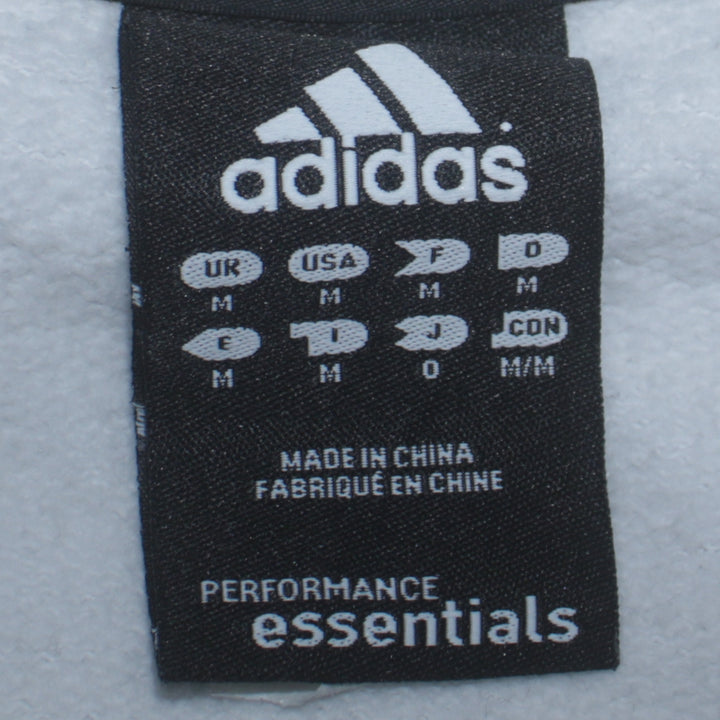 adidas
UK USA F D
M M M M
E I J CDN
M M O M/M
MADE IN CHINA
FABRIQUÉ EN CHINE
PERFORMANCE
essentials